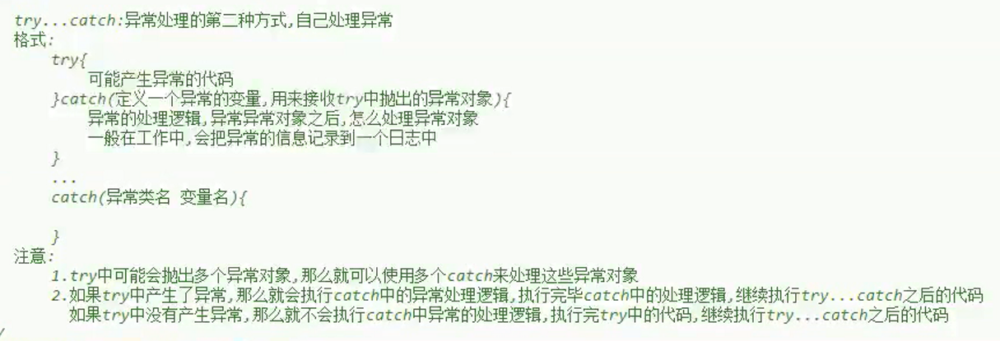 try...catch:异常处理的第二种方式,自己处理异常
格式:
try{
可能产生异常的代码
}catch(定义一个异常的变量,用来接收try中抛出的异常对象){
异常的处理逻辑,异常异常对象之后,怎么处理异常对象
一般在工作中,会把异常的信息记录到一个日志中
}
...
catch(异常类名 变量名){
}
注意:
1.try中可能会抛出多个异常对象,那么就可以使用多个catch来处理这些异常对象
2.如果try中产生了异常,那么就会执行catch中的异常处理逻辑,执行完毕catch中的处理逻辑,继续执行try...catch之后的代码
如果try中没有产生异常,那么就不会执行catch中异常的处理逻辑,执行完try中的代码,继续执行try...catch之后的代码
/